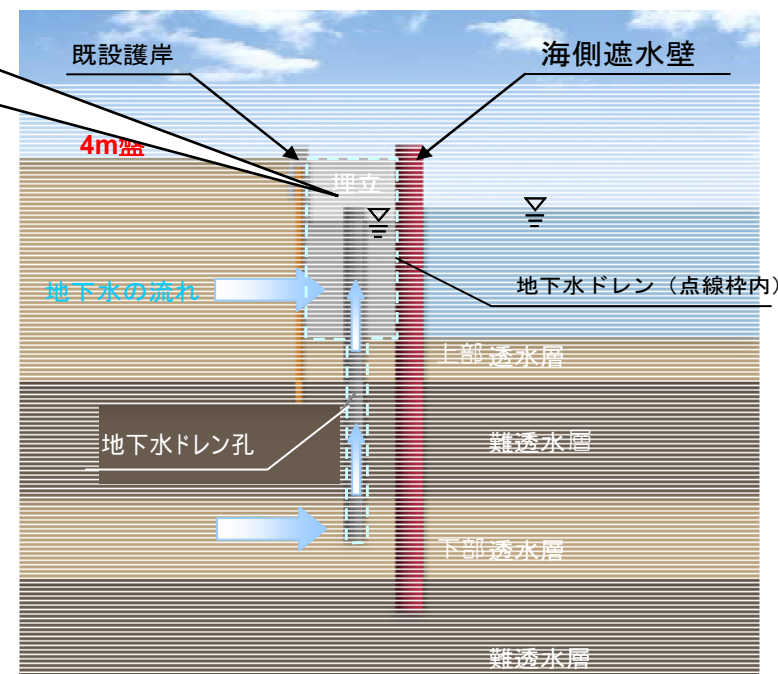 既設護岸
海側遮水壁
4m盤
埋立
地下水の流れ
地下水ドレン（点線枠内）
上部透水層
地下水ドレン孔
難透水層
下部透水層
難透水層